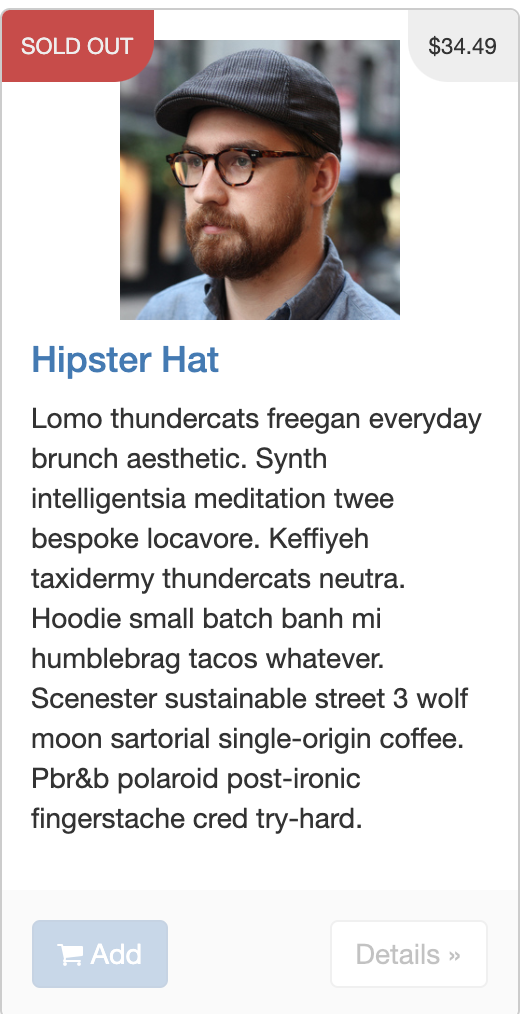 SOLD OUT
$34.49
Hipster Hat
Lomo thundercats freegan everyday
brunch aesthetic. Synth
intelligentsia meditation twee
bespoke locavore. Keffiyeh
taxidermy thundercats neutra.
Hoodie small batch banh mi
humblebrag tacos whatever.
Scenester sustainable street 3 wolf
moon sartorial single-origin coffee.
Pbr&b polaroid post-ironic
fingerstache cred try-hard.
Add
Details »